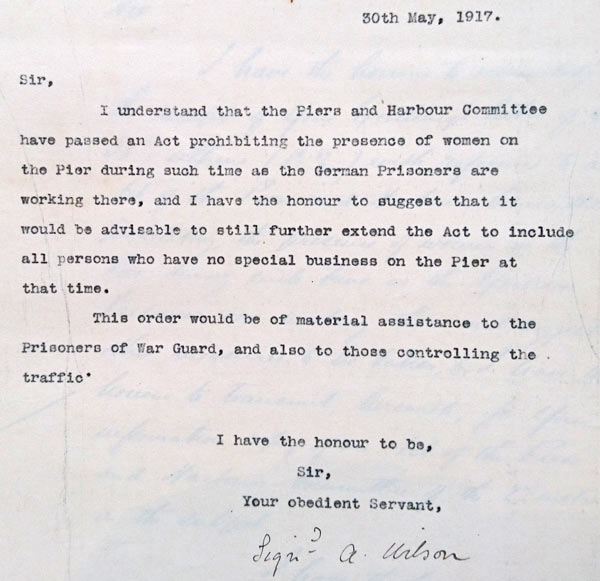 30th May, 1917.
Sir,
I understand that the Piers and Harbour Committee
have passed an Act prohibiting the presence of women on
the Pier during such time as the German Prisoners are
working there, and I have the honour to suggest that it
would be advisable to still further extend the Act to include
all persons who have no special business on the Pier at
that time.
This order would be of material assistance to the
Prisoners of War Guard, and also to those controlling the
traffic.
I have the honour to be,
Sir,
Your obedient Servant,
Signd A. Wilson